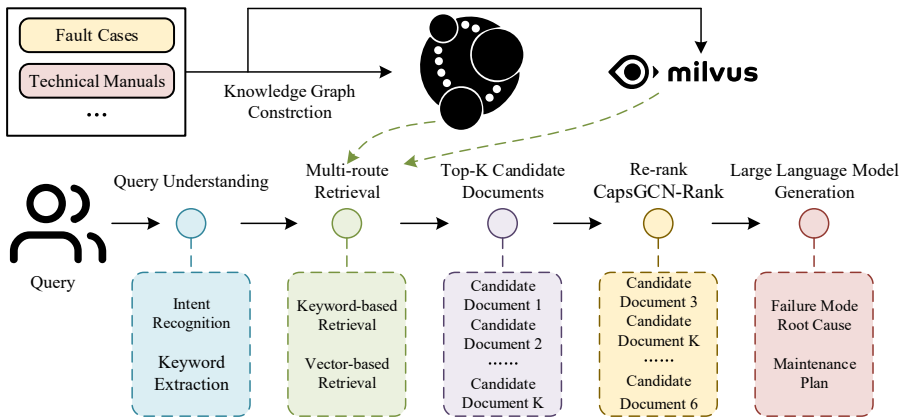 Fault Cases
Technical Manuals
...
Knowledge Graph
Constrction
milvus
Query
Query Understanding
Multi-route
Retrieval
Top-K Candidate
Documents
Re-rank
CapsGCN-Rank
Large Language Model
Generation
Intent
Recognition
Keyword
Extraction
Keyword-based
Retrieval
Vector-based
Retrieval
Candidate
Document 1
Candidate
Document 2
······
Candidate
Document K
Candidate
Document 3
Candidate
Document K
······
Candidate
Document 6
Failure Mode
Root Cause
Maintenance
Plan